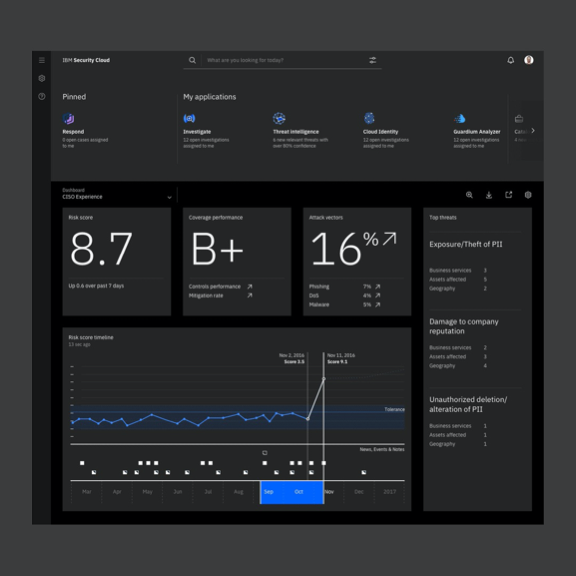 IBM Security Cloud
What are you looking for today?
Pinned
My applications
Respond
open cases assigned
to me
Investigate
12 open investigations
assigned to me
Threat Intelligence
new relevant threats with
over 90% confidence
Cloud Identity
12 open investigations
assigned to me
Guardium Analyzer
12 open investigations
assigned to me
Dashboard
CISO Experience
Risk score
8.7
Up 0.6 over past 7 days
Coverage performance
B+
Controls performance
Mitigation rate
Attack vectors
16%
Phishing 7%
DoS 4%
Malware 5%
Top threats
Exposure/Theft of PII
Business services 3
Assets affected 5
Geography 2
Damage to company
reputation
Business services 2
Assets affected 3
Geography 4
Unauthorized deletion/
alteration of PII
Business services 1
Assets affected 1
Geography 1
Risk score timeline
13 sec ago
Nov 2, 2016
Score 3.5
Nov 11, 2016
Score 9.1
Tolerance
News, Events & Notes
Mar Apr May Jun Jul Aug Sep Oct Nov Dec 2017